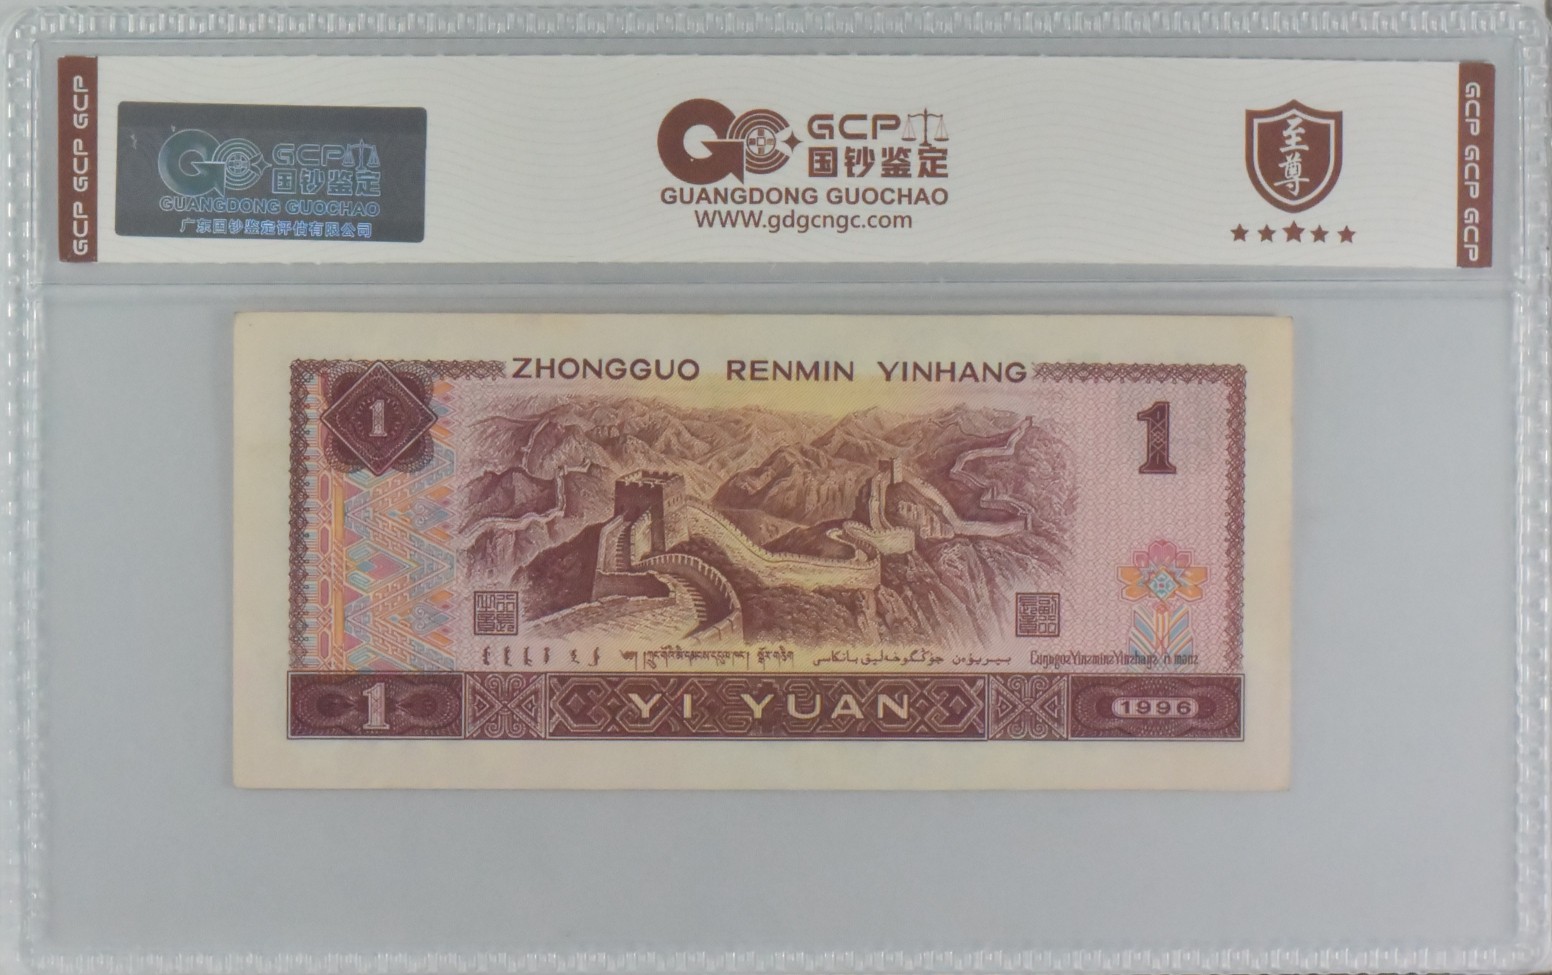 GCP GCP GCP
GCP
国钞鉴定
GUANGDONG GUOCHAO
广东国钞鉴定评估有限公司
GCP
国钞鉴定
GUANGDONG GUOCHAO
WWW.gdgcngc.com
至尊
GCP GCP GCP
ZHONGGUO RENMIN YINHANG
1
1
1
YI YUAN
1996